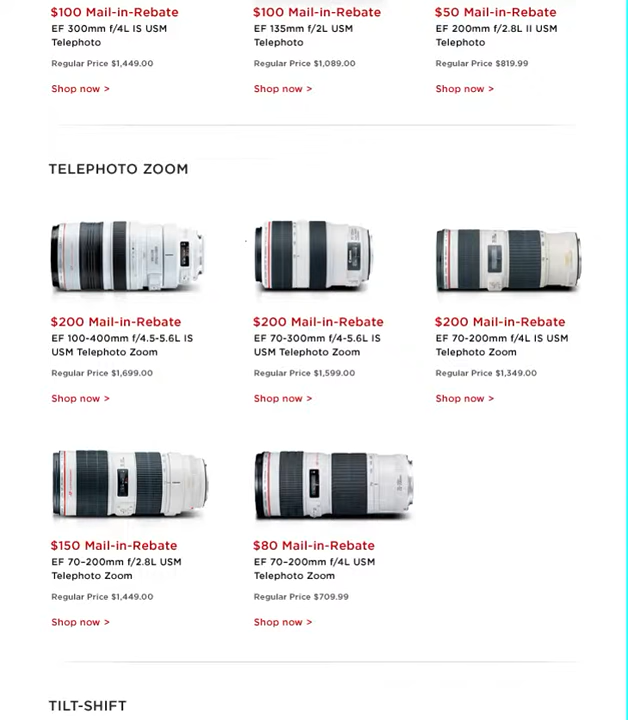 $100 Mail-in-Rebate
EF 300mm f/4L IS USM
Telephoto
Regular Price $1,449.00
Shop now >
$100 Mail-in-Rebate
EF 135mm f/2L USM
Telephoto
Regular Price $1,089.00
Shop now >
$50 Mail-in-Rebate
EF 200mm f/2.8L II USM
Telephoto
Regular Price $819.99
Shop now >
TELEPHOTO ZOOM
$200 Mail-in-Rebate
EF 100-400mm f/4.5-5.6L IS
USM Telephoto Zoom
Regular Price $1,699.00
Shop now >
$200 Mail-in-Rebate
EF 70-300mm f/4-5.6L IS
USM Telephoto Zoom
Regular Price $1,599.00
Shop now >
$200 Mail-in-Rebate
EF 70-200mm f/4L IS USM
Telephoto Zoom
Regular Price $1,349.00
Shop now >
$150 Mail-in-Rebate
EF 70–200mm f/2.8L USM
Telephoto Zoom
Regular Price $1,449.00
Shop now >
$80 Mail-in-Rebate
EF 70–200mm f/4L USM
Telephoto Zoom
Regular Price $709.99
Shop now >
TILT-SHIFT